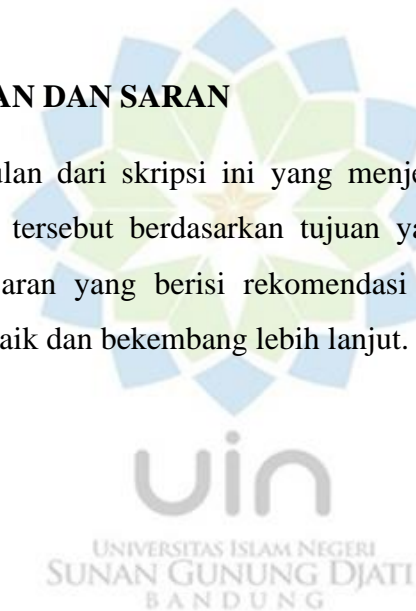 AN DAN SARAN
ulan dari skripsi ini yang menje
tersebut berdasarkan tujuan ya
aran yang berisi rekomendasi
aik dan bekembang lebih lanjut.
uin
UNIVERSITAS ISLAM NEGERI
SUNAN GUNUNG DJATI
BANDUNG